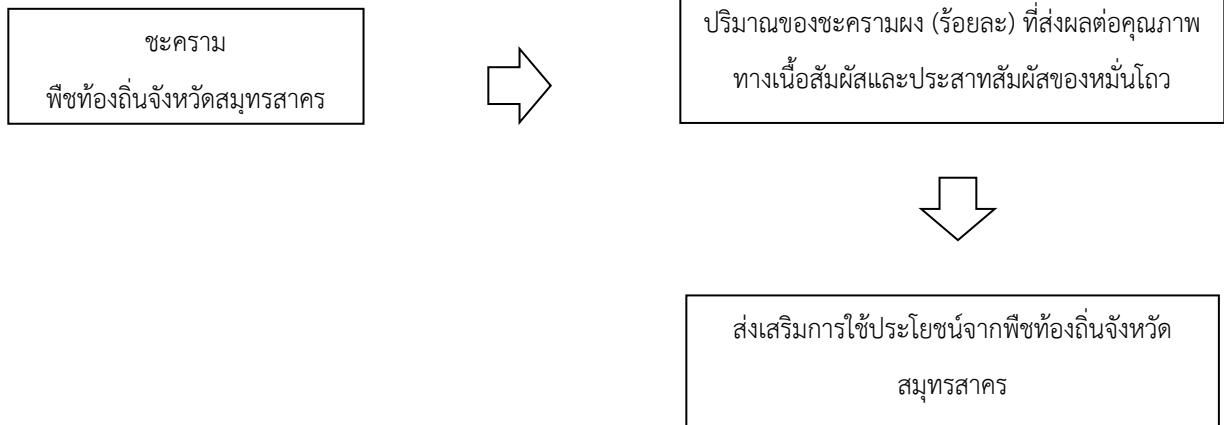 ชะคราม
พืชท้องถิ่นจังหวัดสมุทรสาคร
ปริมาณของชะครามผง (ร้อยละ) ที่ส่งผลต่อคุณภาพ
ทางเนื้อสัมผัสและประสาทสัมผัสของหมั่นโถว
ส่งเสริมการใช้ประโยชน์จากพืชท้องถิ่นจังหวัด
สมุทรสาคร